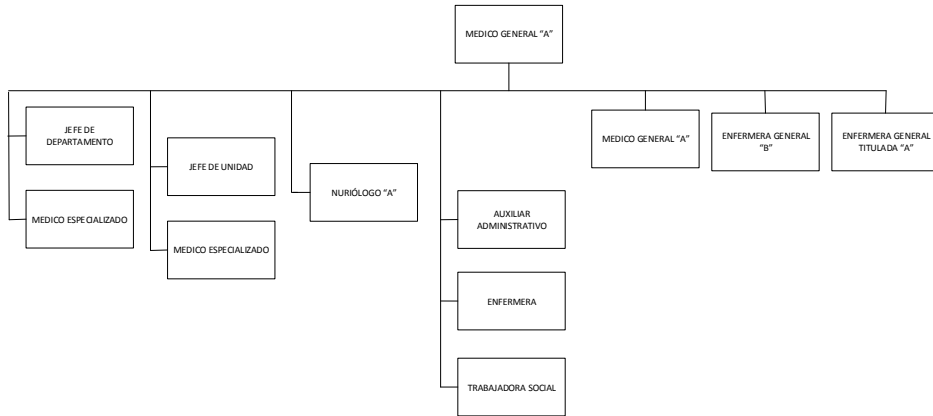 MEDICO GENERAL "A"
JEFE DE
DEPARTAMENTO
MEDICO ESPECIALIZADO
JEFE DE UNIDAD
MEDICO ESPECIALIZADO
NURIÓLOGO "A"
AUXILIAR
ADMINISTRATIVO
ENFERMERA
TRABAJADORA SOCIAL
MEDICO GENERAL "A"
ENFERMERA GENERAL
"B"
ENFERMERA GENERAL
TITULADA "A"